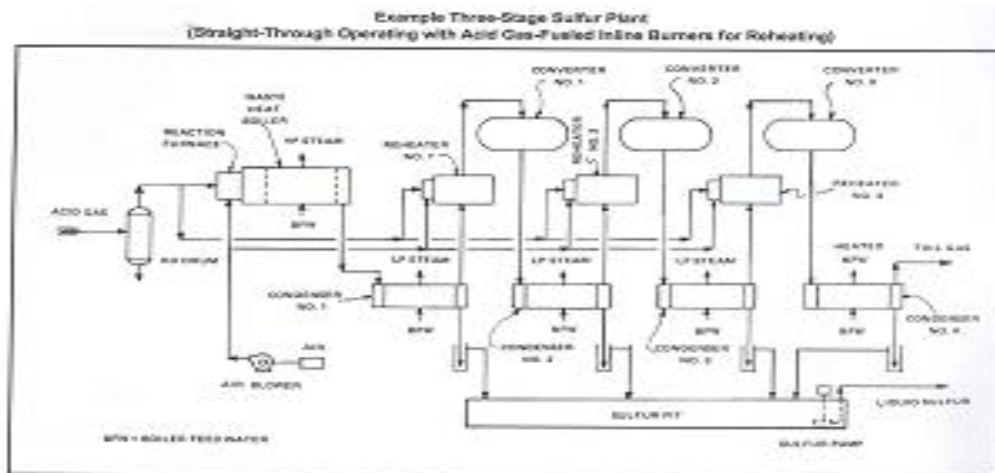 Example Three-Stage Sulfur Plant
(Straight-Through Operating with Acid Gas-Fueled Inline Burners for Reheating)
CONVERTER
NO. 1
CONVERTER
NO. 2
CONVERTER
NO. 3
WASTE
HEAT
BOILER
REACTION
FURNACE
HP STEAM
REHEATER
NO. 1
REHEATER
NO. 2
REHEATER
NO. 3
ACID GAS
BFW
KO DRUM
LP STEAM
LP STEAM
LP STEAM
HEATED
BFW
TAIL GAS
CONDENSER
NO. 1
BFW
BFW
BFW
BFW
CONDENSER
NO. 2
CONDENSER
NO. 3
CONDENSER
NO. 4
AIR
AIR BLOWER
SULFUR PIT
LIQUID SULFUR
SULFUR PUMP
BFW = BOILER FEED WATER